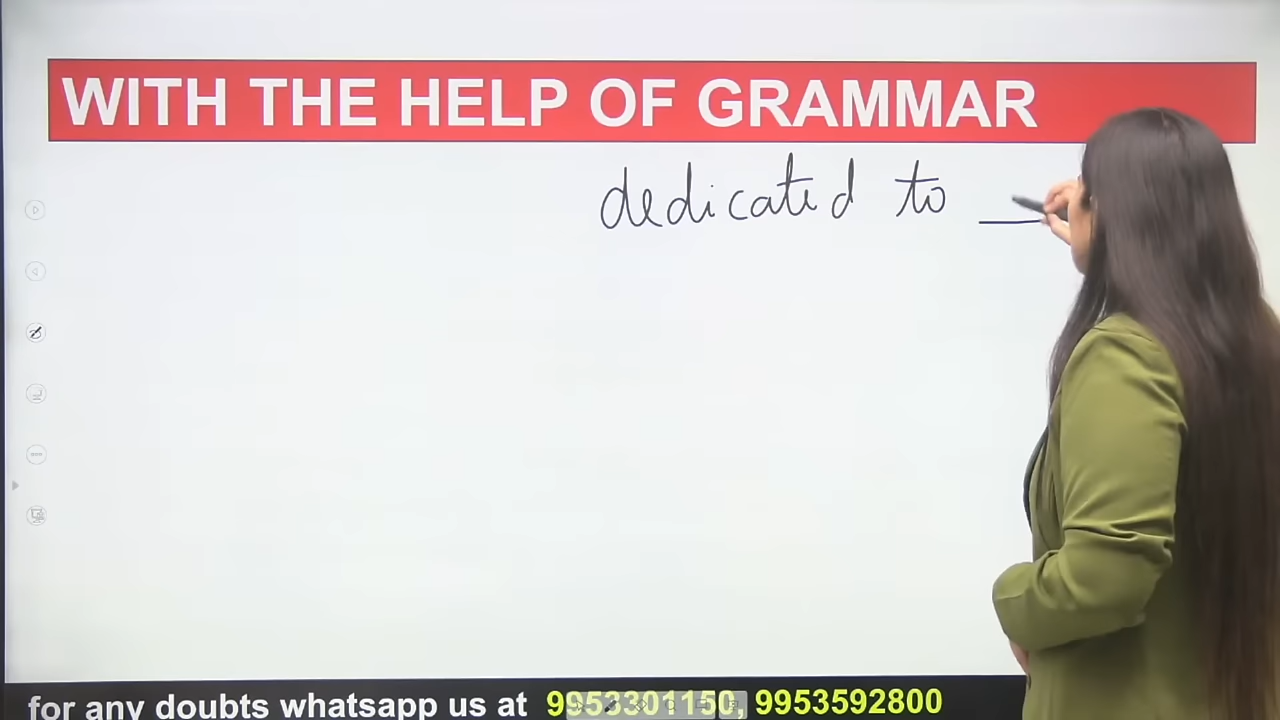 WITH THE HELP OF GRAMMAR
dedicated to
for any doubts whatsapp us at 9953301150, 9953592800